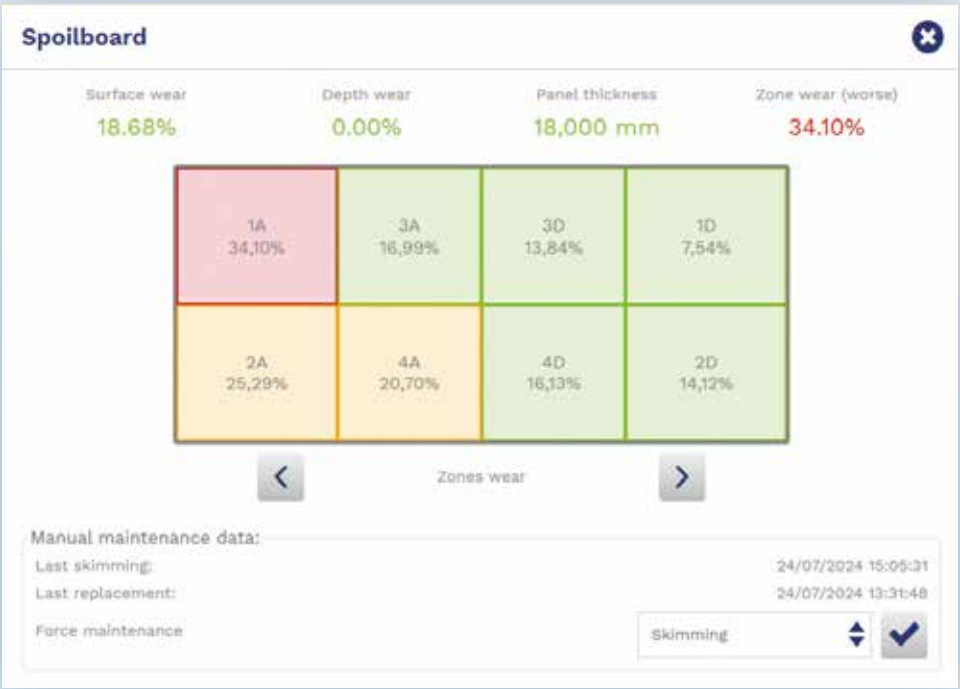 Spoilboard
Surface wear
18.68%
Depth wear
0.00%
Panel thickness
18,000 mm
Zone wear (worse)
34.10%
1A
34,10%
3A
16,99%
3D
13,84%
1D
7,54%
2A
25,29%
4A
20,70%
4D
16,13%
2D
14,12%
Zones wear
Manual maintenance data:
Last skimming: 24/07/2024 15:05:31
Last replacement: 24/07/2024 13:31:48
Force maintenance Skimming